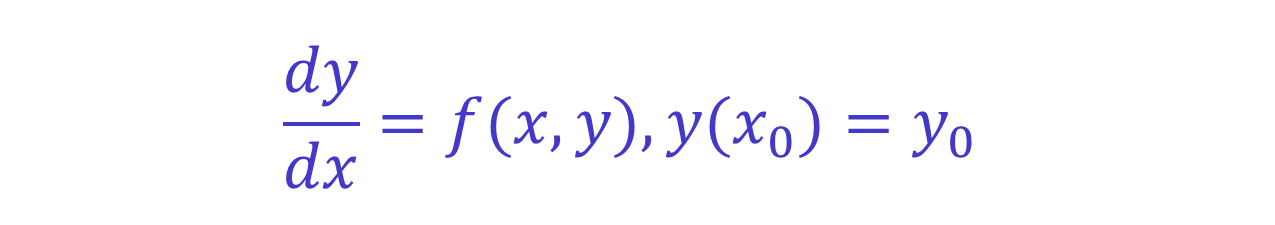 dy/dx = f(x, y), y(x₀) = y₀